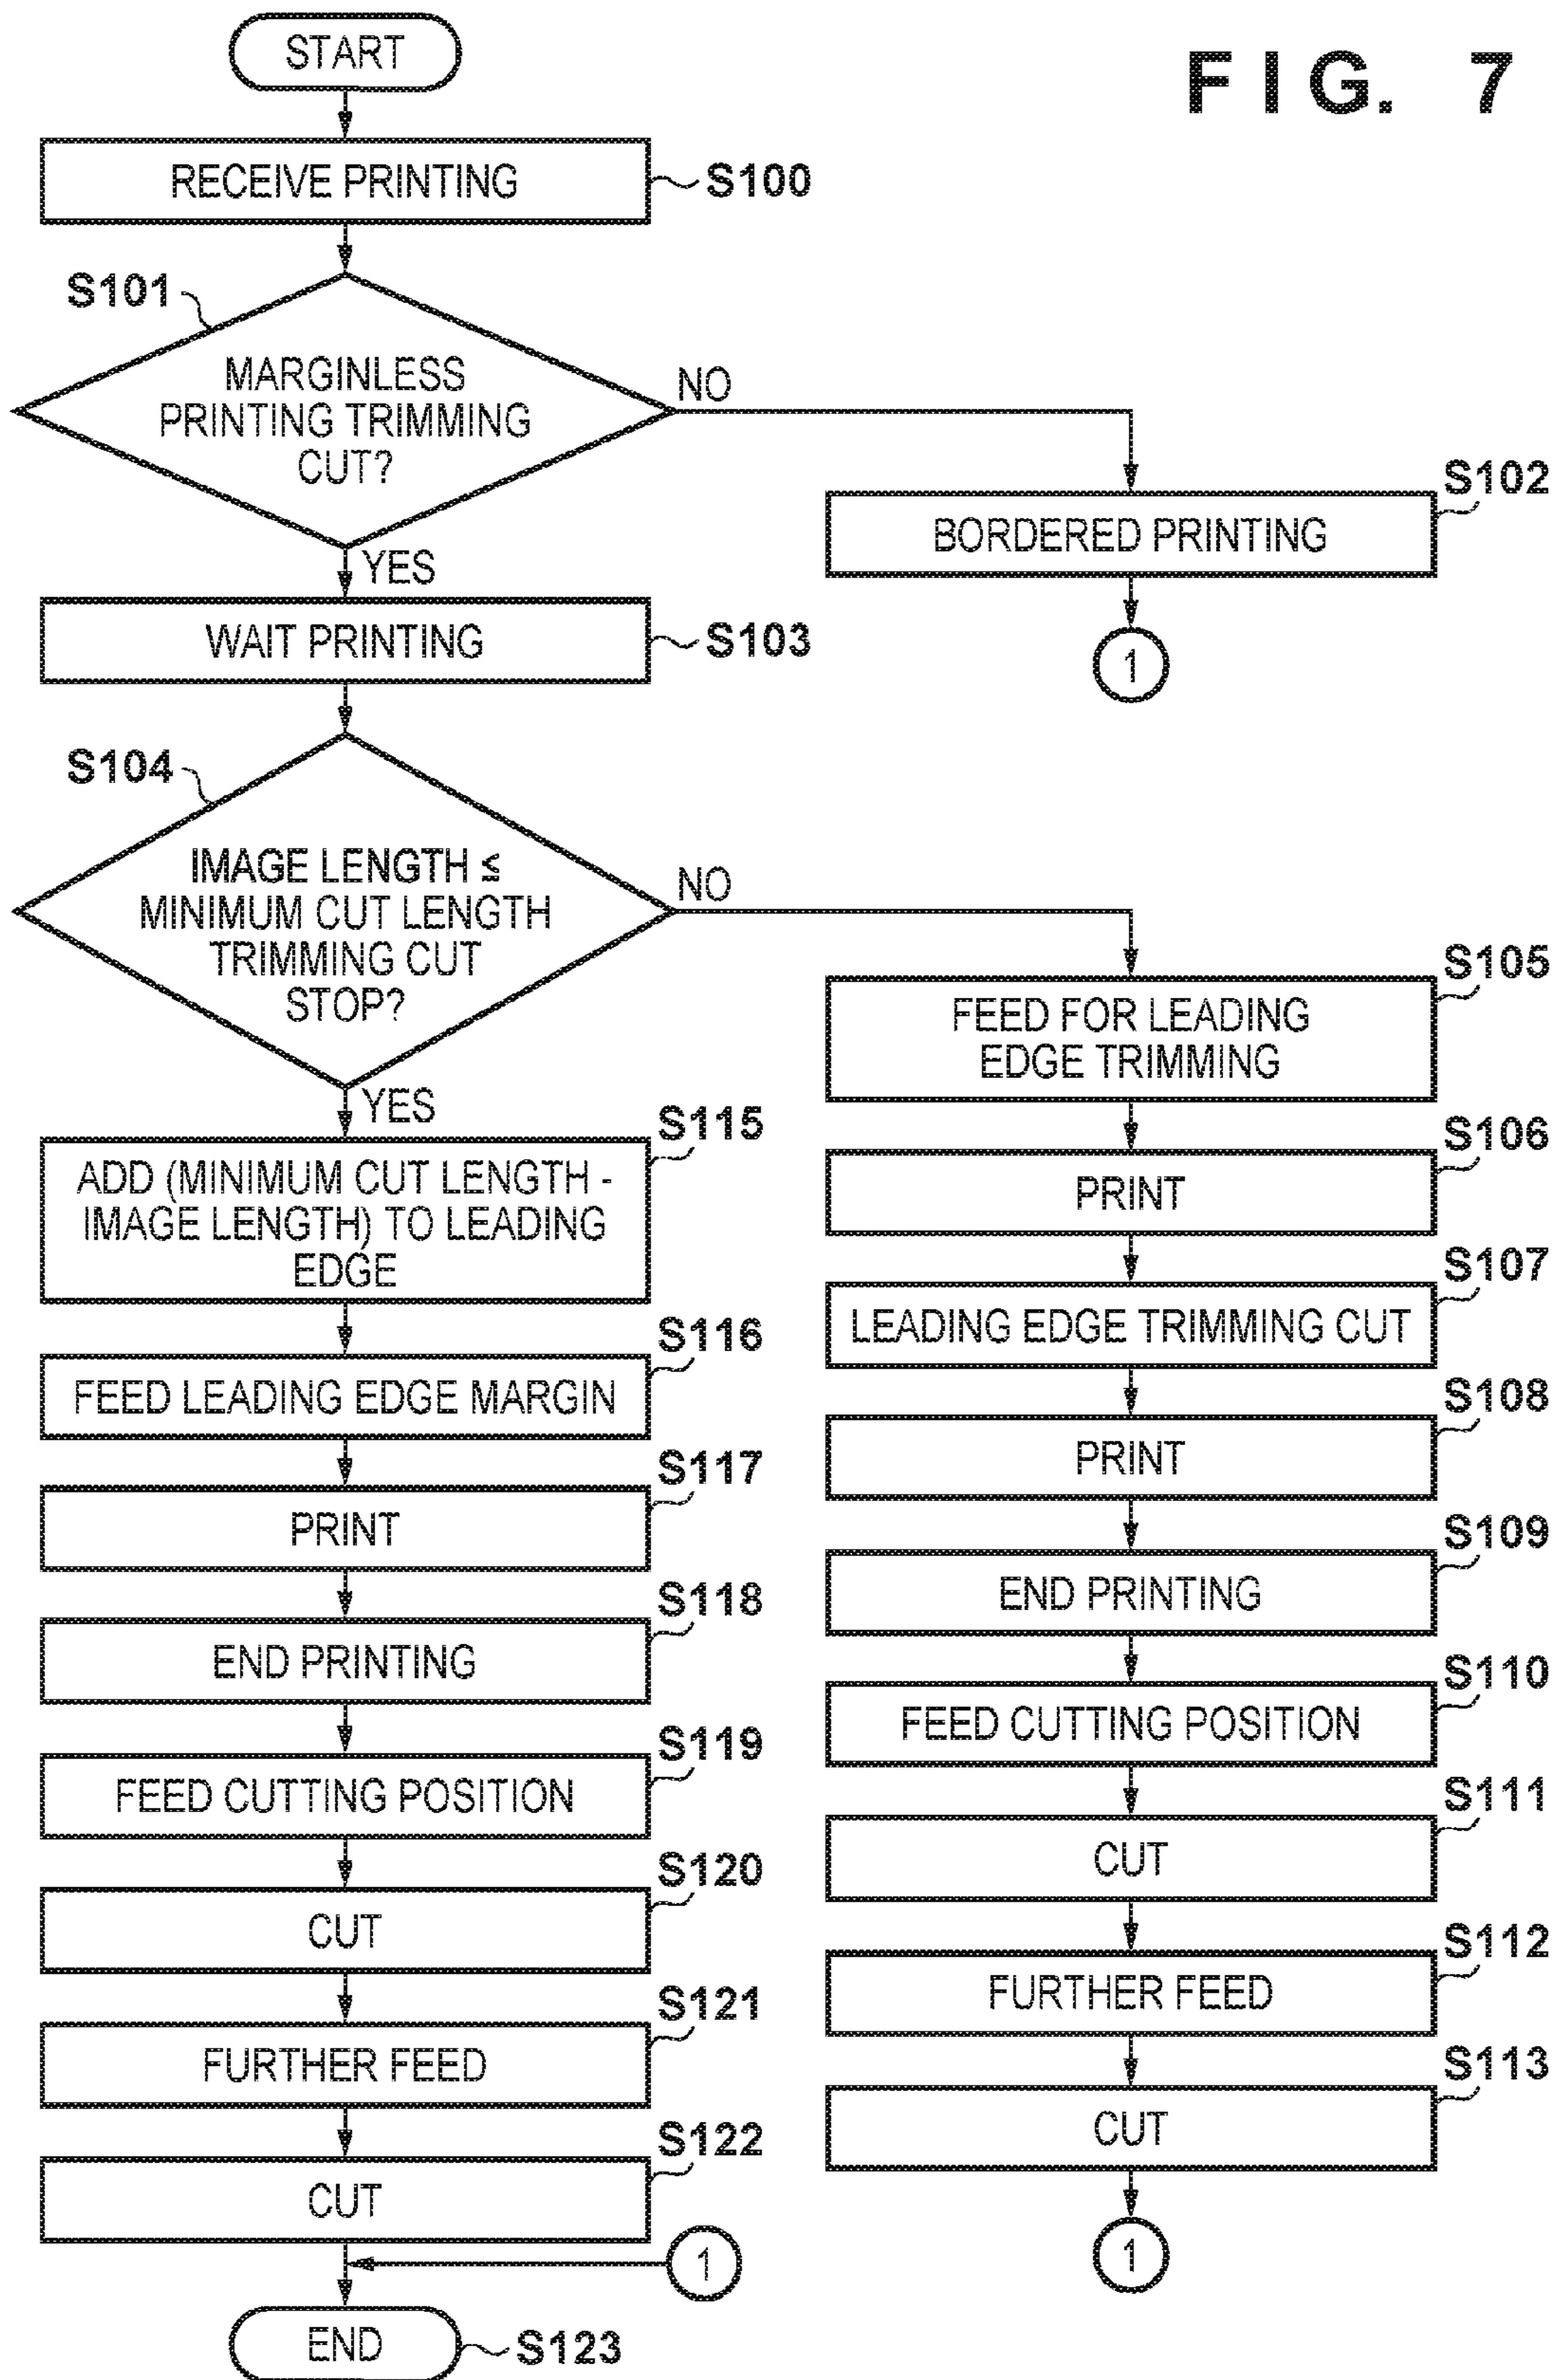 FIG. 7
START
RECEIVE PRINTING
S100
S101
MARGINLESS
PRINTING TRIMMING
CUT?
NO
YES
S102
BORDERED PRINTING
1
WAIT PRINTING
S103
S104
IMAGE LENGTH ≦
MINIMUM CUT LENGTH
TRIMMING CUT
STOP?
NO
YES
S105
FEED FOR LEADING
EDGE TRIMMING
S106
PRINT
S107
LEADING EDGE TRIMMING CUT
S108
PRINT
S109
END PRINTING
S110
FEED CUTTING POSITION
S111
CUT
S112
FURTHER FEED
S113
CUT
1
S115
ADD (MINIMUM CUT LENGTH -
IMAGE LENGTH) TO LEADING
EDGE
S116
FEED LEADING EDGE MARGIN
S117
PRINT
S118
END PRINTING
S119
FEED CUTTING POSITION
S120
CUT
S121
FURTHER FEED
S122
CUT
1
END
S123